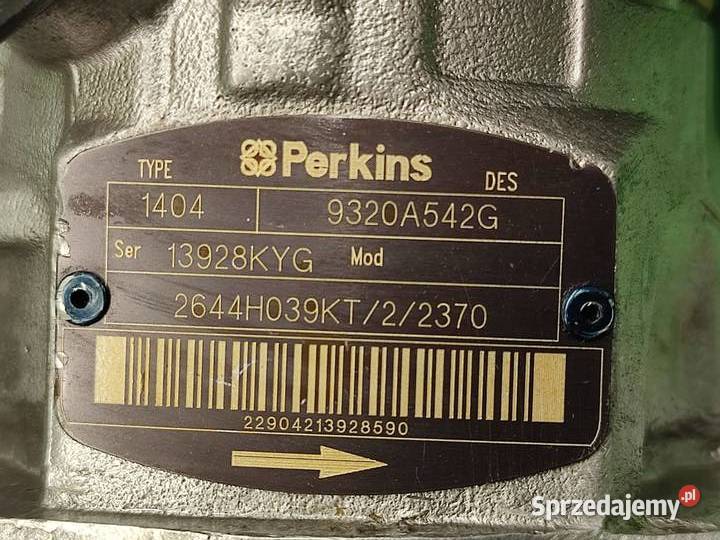 Perkins
TYPE DES
1404 9320A542G
Ser 13928KYG Mod
2644H039KT/2/2370
22904213928590
Sprzedajemy.pl